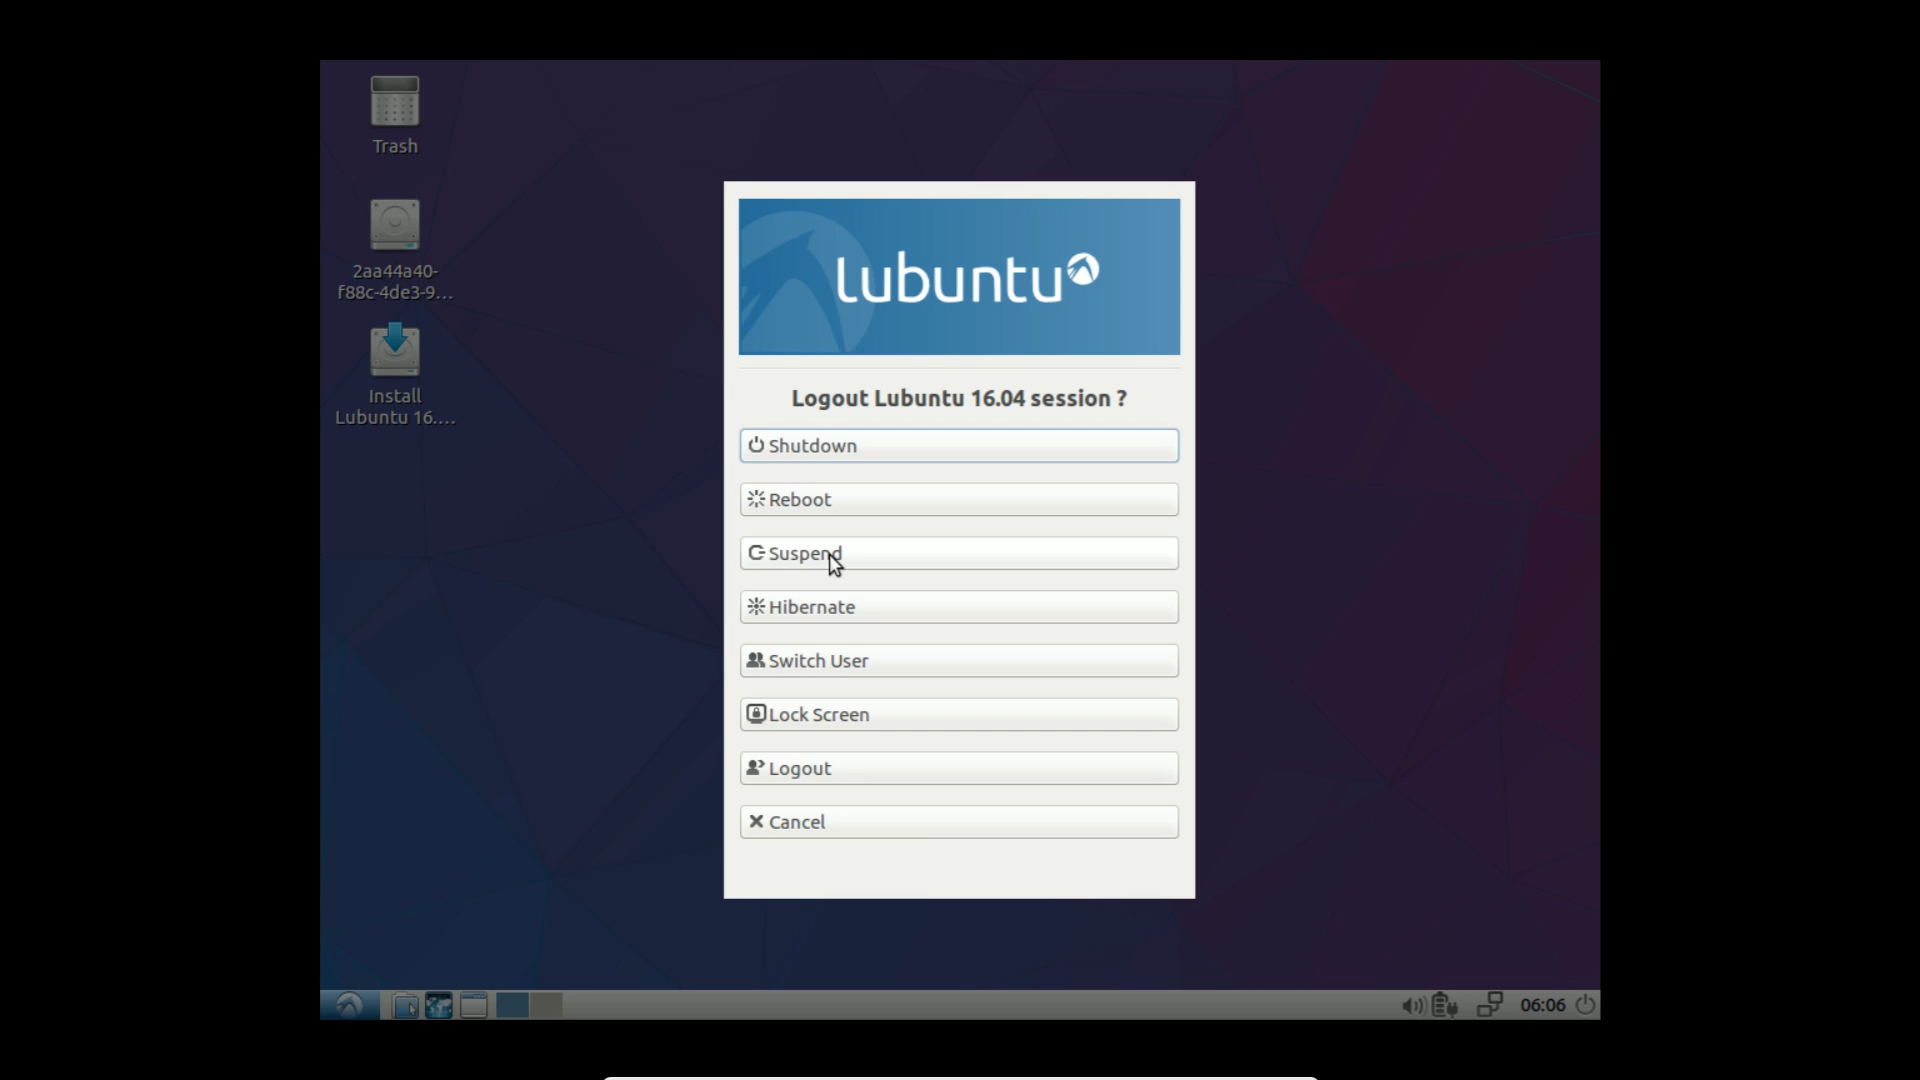 Trash
2aa44a40-
f88c-4de3-9...
Install
Lubuntu 16....
lubuntu
Logout Lubuntu 16.04 session ?
Shutdown
Reboot
Suspend
Hibernate
Switch User
Lock Screen
Logout
Cancel
06:06